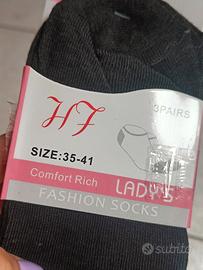 HF
3PAIRS
SIZE:35-41
Comfort Rich
LADY'S
FASHION SOCKS
subito